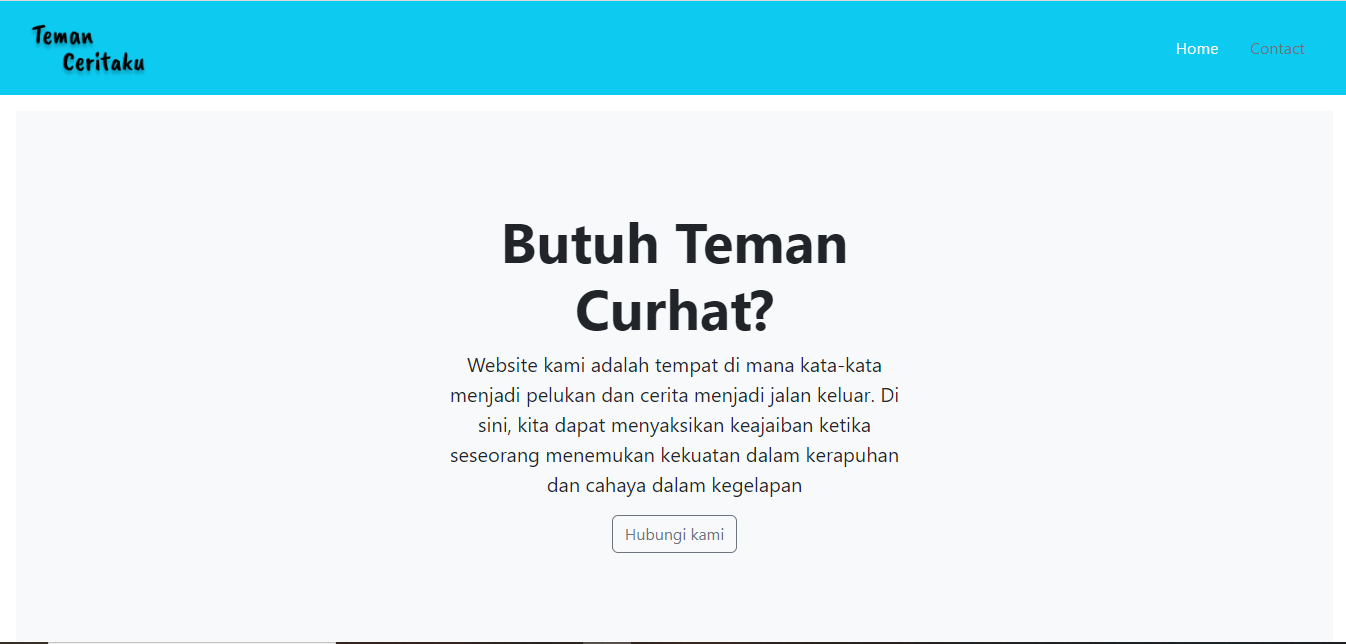 Teman
Ceritaku
Home
Contact
Butuh Teman
Curhat?
Website kami adalah tempat di mana kata-kata
menjadi pelukan dan cerita menjadi jalan keluar. Di
sini, kita dapat menyaksikan keajaiban ketika
seseorang menemukan kekuatan dalam kerapuhan
dan cahaya dalam kegelapan
Hubungi kami